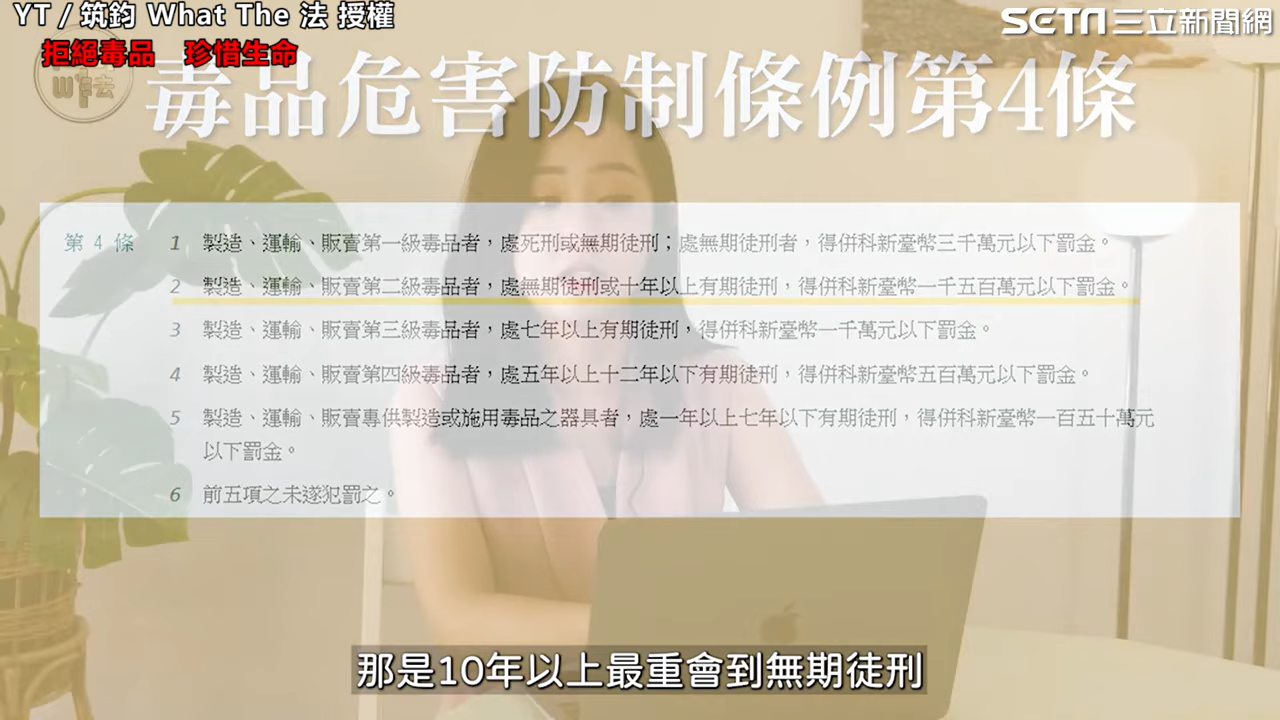 YT / 筑鈞 What The 法 授權
SETN三立新聞網
拒絕毒品 珍惜生命
毒品危害防制條例第4條
第 4 條
1 製造、運輸、販賣第一級毒品者，處死刑或無期徒刑；處無期徒刑者，得併科新臺幣三千萬元以下罰金。
2 製造、運輸、販賣第二級毒品者，處無期徒刑或十年以上有期徒刑，得併科新臺幣一千五百萬元以下罰金。
3 製造、運輸、販賣第三級毒品者，處七年以上有期徒刑，得併科新臺幣一千萬元以下罰金。
4 製造、運輸、販賣第四級毒品者，處五年以上十二年以下有期徒刑，得併科新臺幣五百萬元以下罰金。
5 製造、運輸、販賣專供製造或施用毒品之器具者，處一年以上七年以下有期徒刑，得併科新臺幣一百五十萬元
以下罰金。
6 前五項之未遂犯罰之。
那是10年以上最重會到無期徒刑